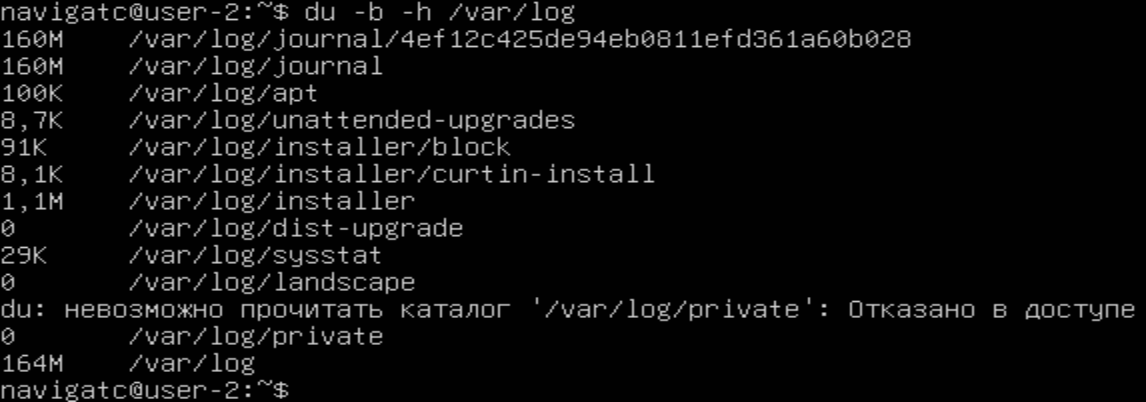 navigatc@user-2:~$ du -b -h /var/log
160M    /var/log/journal/4ef12c425de94eb0811efd361a60b028
160M    /var/log/journal
100K    /var/log/apt
8,7K    /var/log/unattended-upgrades
91K     /var/log/installer/block
8,1K    /var/log/installer/curtin-install
1,1M    /var/log/installer
0       /var/log/dist-upgrade
29K     /var/log/sysstat
0       /var/log/landscape
du: невозможно прочитать каталог '/var/log/private': Отказано в доступе
0       /var/log/private
164M    /var/log
navigatc@user-2:~$